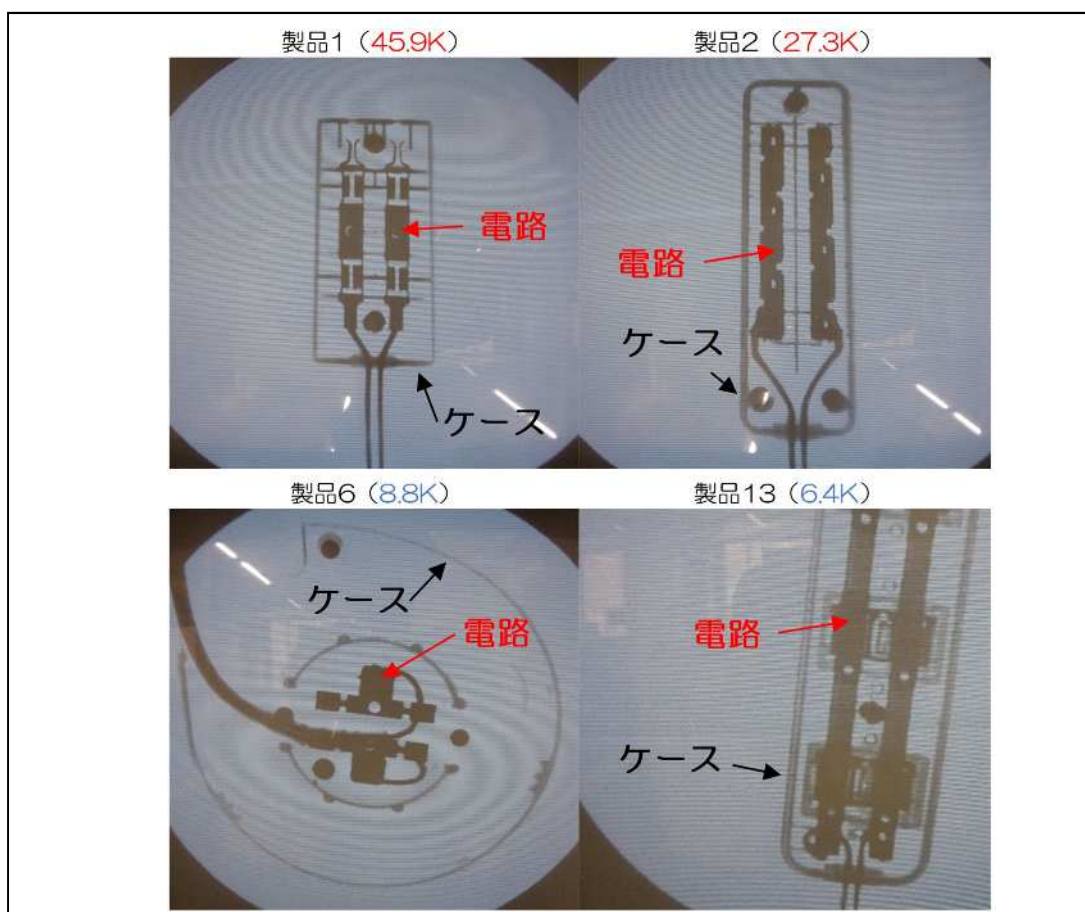 製品1（45.9K）
製品2（27.3K）
電路
ケース
電路
ケース
製品6（8.8K）
製品13（6.4K）
ケース
電路
電路
ケース